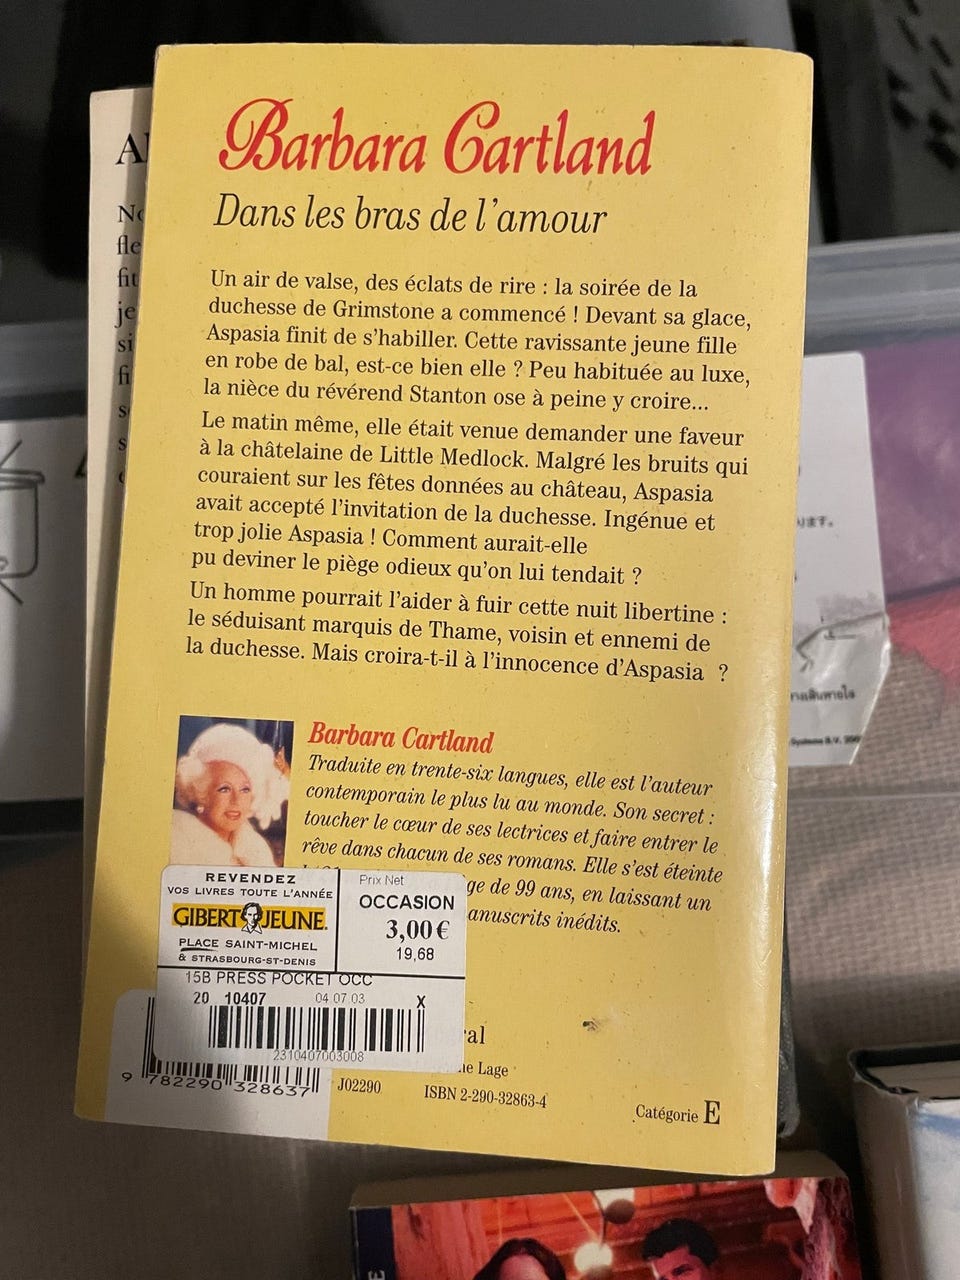 Barbara Cartland
Dans les bras de l'amour
Un air de valse, des éclats de rire : la soirée de la
duchesse de Grimstone a commencé ! Devant sa glace,
Aspasia finit de s'habiller. Cette ravissante jeune fille
en robe de bal, est-ce bien elle ? Peu habituée au luxe,
la nièce du révérend Stanton ose à peine y croire...
Le matin même, elle était venue demander une faveur
à la châtelaine de Little Medlock. Malgré les bruits qui
couraient sur les fêtes données au château, Aspasia
avait accepté l'invitation de la duchesse. Ingénue et
trop jolie Aspasia ! Comment aurait-elle
pu deviner le piège odieux qu'on lui tendait ?
Un homme pourrait l'aider à fuir cette nuit libertine :
le séduisant marquis de Thame, voisin et ennemi de
la duchesse. Mais croira-t-il à l'innocence d'Aspasia ?
Barbara Cartland
Traduite en trente-six langues, elle est l'auteur
contemporain le plus lu au monde. Son secret :
toucher le cœur de ses lectrices et faire entrer le
rêve dans chacun de ses romans. Elle s'est éteinte
de 99 ans, en laissant un
inédits.
REVENDEZ
VOS LIVRES TOUTE L'ANNÉE
GIBERT JEUNE
PLACE SAINT-MICHEL
& STRASBOURG-ST-DENIS
Prix Net
OCCASION
3,00€
19,68
15B PRESS POCKET OCC
20 10407 04 07 03 X
2310407003008
9 782290 328637
J02290
Lage
ISBN 2-290-32863-4
Catégorie E